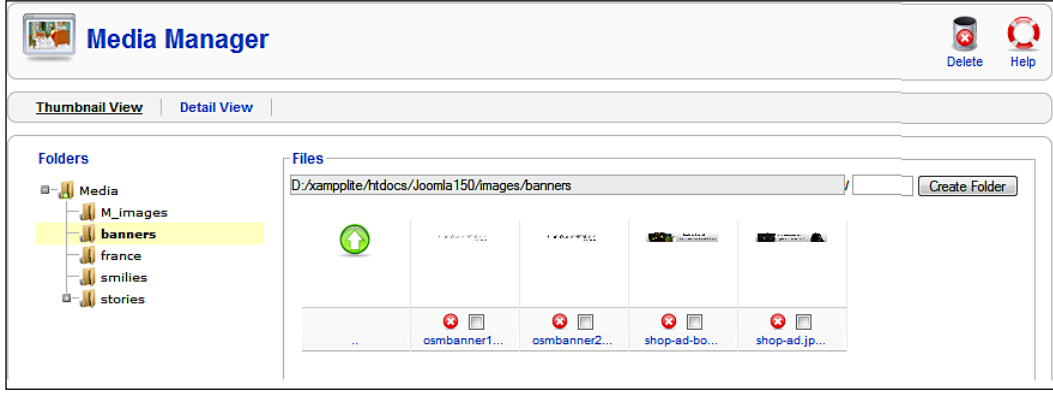 Media Manager
Delete
Help
Thumbnail View
Detail View
Folders
Media
M_images
banners
france
smilies
stories
Files
D:/xampplite/htdocs/Joomla150/images/banners
/
Create Folder
..
osmbanner1...
osmbanner2...
shop-ad-bo...
shop-ad.jp...